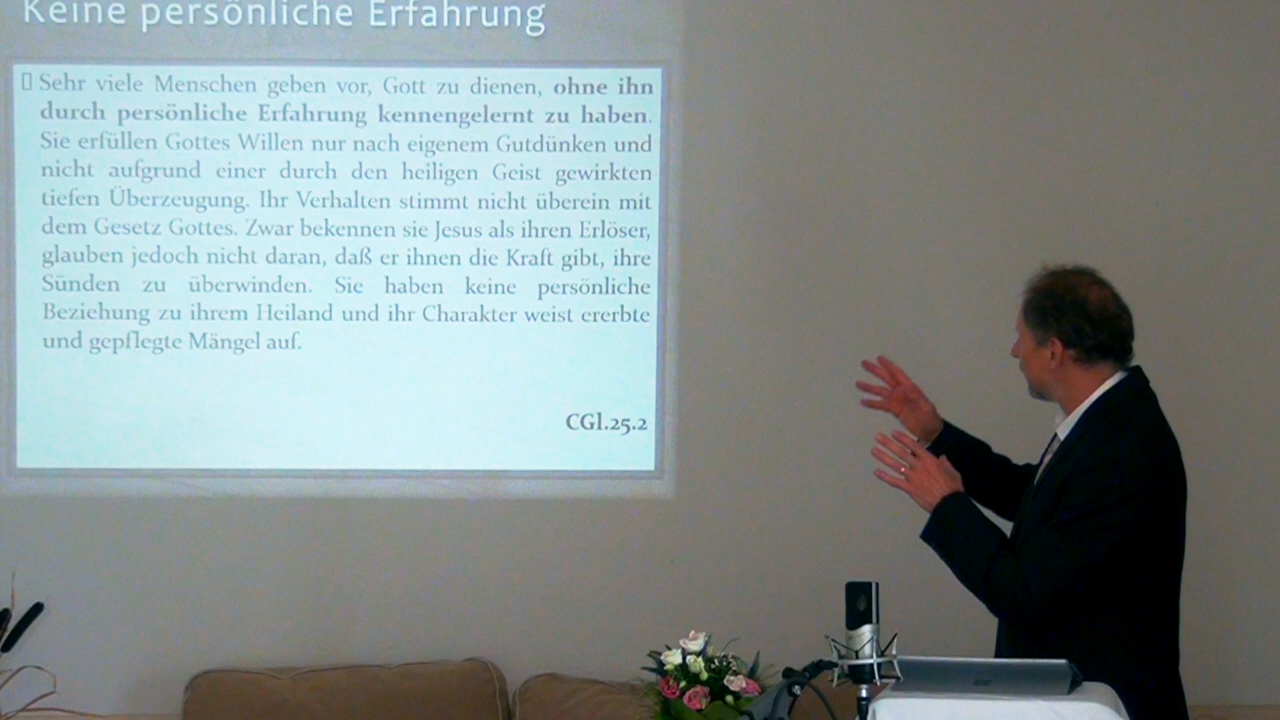 Keine persönliche Erfahrung
Sehr viele Menschen geben vor, Gott zu dienen, ohne ihn
durch persönliche Erfahrung kennengelernt zu haben.
Sie erfüllen Gottes Willen nur nach eigenem Gutdünken und
nicht aufgrund einer durch den heiligen Geist gewirkten
tiefen Überzeugung. Ihr Verhalten stimmt nicht überein mit
dem Gesetz Gottes. Zwar bekennen sie Jesus als ihren Erlöser,
glauben jedoch nicht daran, daß er ihnen die Kraft gibt, ihre
Sünden zu überwinden. Sie haben keine persönliche
Beziehung zu ihrem Heiland und ihr Charakter weist ererbte
und gepflegte Mängel auf.
CGl.25.2